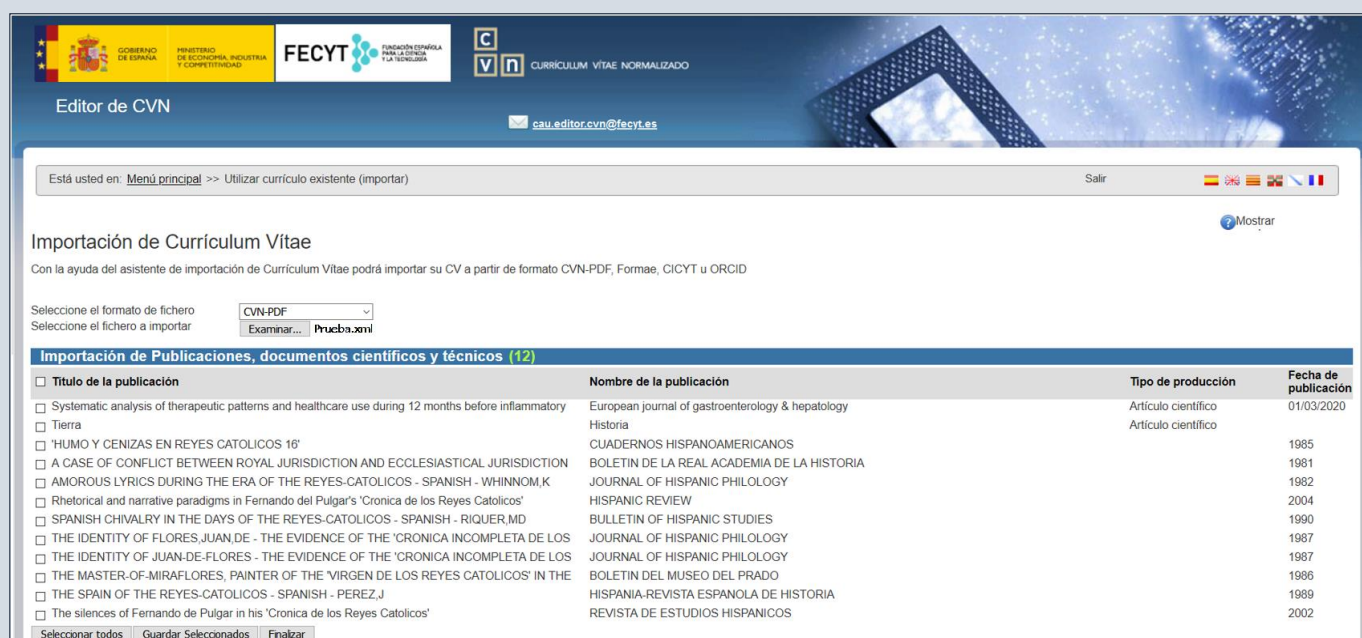 GOBIERNO DE ESPAÑA
MINISTERIO DE ECONOMÍA, INDUSTRIA Y COMPETITIVIDAD
FECYT
FUNDACIÓN ESPAÑOLA PARA LA CIENCIA Y LA TECNOLOGÍA
C
V n CURRÍCULUM VÍTAE NORMALIZADO
Editor de CVN
cau.editor.cvn@fecyt.es
Está usted en: Menú principal >> Utilizar currículo existente (importar) Salir
Mostrar
Importación de Currículum Vítae
Con la ayuda del asistente de importación de Currículum Vítae podrá importar su CV a partir de formato CVN-PDF, Formae, CICYT u ORCID
Seleccione el formato de fichero CVN-PDF
Seleccione el fichero a importar Examinar... Prueba.xml
Importación de Publicaciones, documentos científicos y técnicos (12)
Título de la publicación Nombre de la publicación Tipo de producción Fecha de publicación
Systematic analysis of therapeutic patterns and healthcare use during 12 months before inflammatory European journal of gastroenterology & hepatology Artículo científico 01/03/2020
Tierra Historia Artículo científico
'HUMO Y CENIZAS EN REYES CATOLICOS 16' CUADERNOS HISPANOAMERICANOS 1985
A CASE OF CONFLICT BETWEEN ROYAL JURISDICTION AND ECCLESIASTICAL JURISDICTION BOLETIN DE LA REAL ACADEMIA DE LA HISTORIA 1981
AMOROUS LYRICS DURING THE ERA OF THE REYES-CATOLICOS - SPANISH - WHINNOM,K JOURNAL OF HISPANIC PHILOLOGY 1982
Rhetorical and narrative paradigms in Fernando del Pulgar's 'Cronica de los Reyes Catolicos' HISPANIC REVIEW 2004
SPANISH CHIVALRY IN THE DAYS OF THE REYES-CATOLICOS - SPANISH - RIQUER,MD BULLETIN OF HISPANIC STUDIES 1990
THE IDENTITY OF FLORES,JUAN,DE - THE EVIDENCE OF THE 'CRONICA INCOMPLETA DE LOS JOURNAL OF HISPANIC PHILOLOGY 1987
THE IDENTITY OF JUAN-DE-FLORES - THE EVIDENCE OF THE 'CRONICA INCOMPLETA DE LOS JOURNAL OF HISPANIC PHILOLOGY 1987
THE MASTER-OF-MIRAFLORES, PAINTER OF THE 'VIRGEN DE LOS REYES CATOLICOS' IN THE BOLETIN DEL MUSEO DEL PRADO 1986
THE SPAIN OF THE REYES-CATOLICOS - SPANISH - PEREZ,J HISPANIA-REVISTA ESPANOLA DE HISTORIA 1989
The silences of Fernando de Pulgar in his 'Cronica de los Reyes Catolicos' REVISTA DE ESTUDIOS HISPANICOS 2002
Seleccionar todos Guardar Seleccionados Finalizar